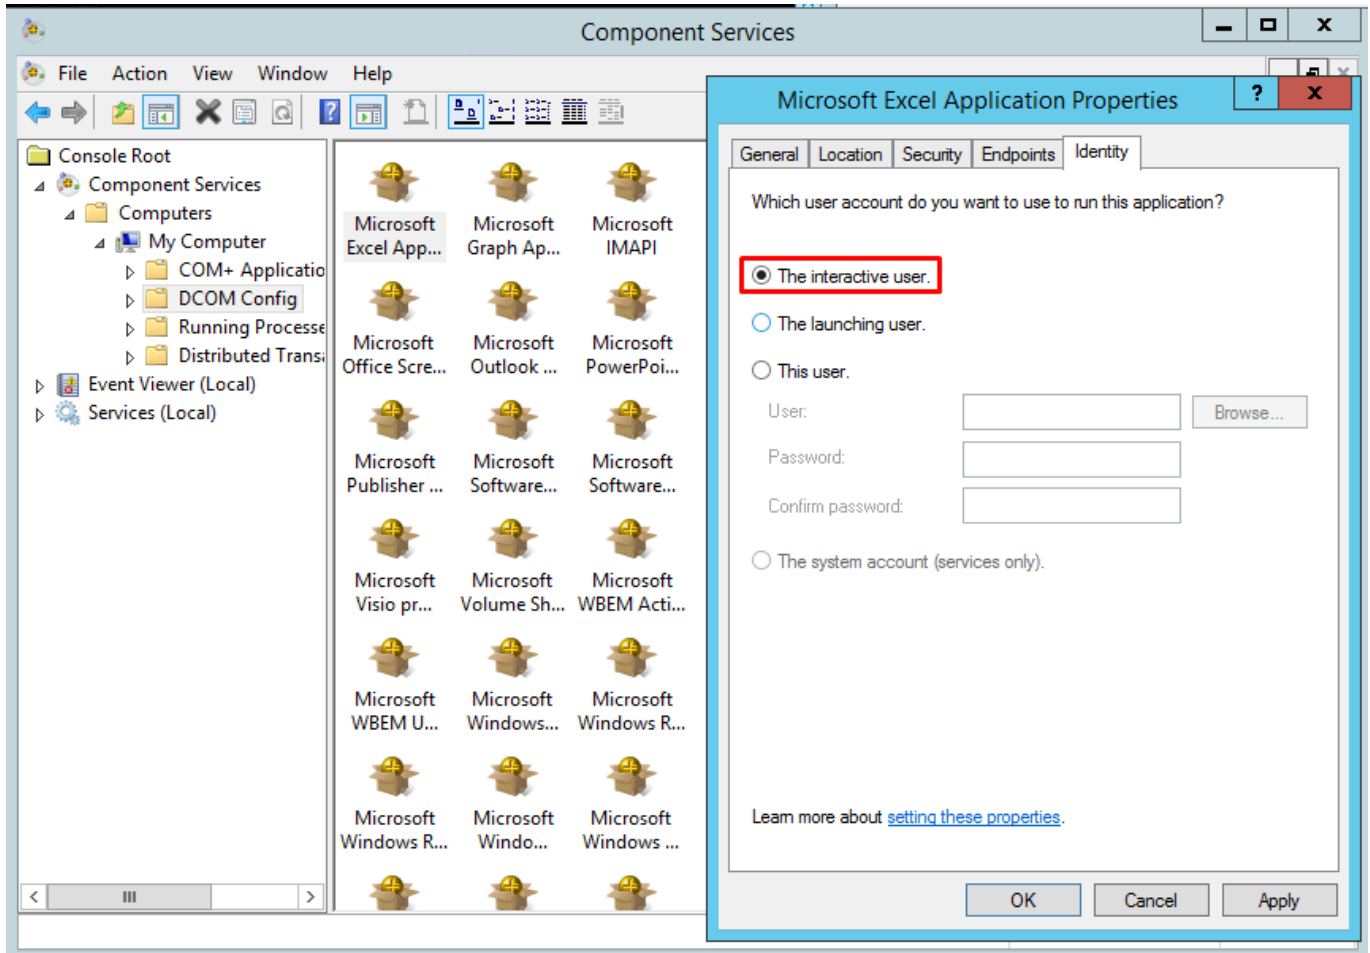 Component Services
File Action View Window Help
Console Root
Component Services
Computers
My Computer
COM+ Applicatio
DCOM Config
Running Processe
Distributed Trans
Event Viewer (Local)
Services (Local)
Microsoft Excel App...
Microsoft Graph Ap...
Microsoft IMAPI
Microsoft Office Scre...
Microsoft Outlook ...
Microsoft PowerPoi...
Microsoft Publisher ...
Microsoft Software...
Microsoft Software...
Microsoft Visio pr...
Microsoft Volume Sh...
Microsoft WBEM Acti...
Microsoft WBEM U...
Microsoft Windows...
Microsoft Windows R...
Microsoft Windows R...
Microsoft Windo...
Microsoft Windows ...
Microsoft Excel Application Properties
General Location Security Endpoints Identity
Which user account do you want to use to run this application?
The interactive user.
The launching user.
This user.
User:
Browse...
Password:
Confirm password:
The system account (services only).
Learn more about setting these properties.
OK Cancel Apply